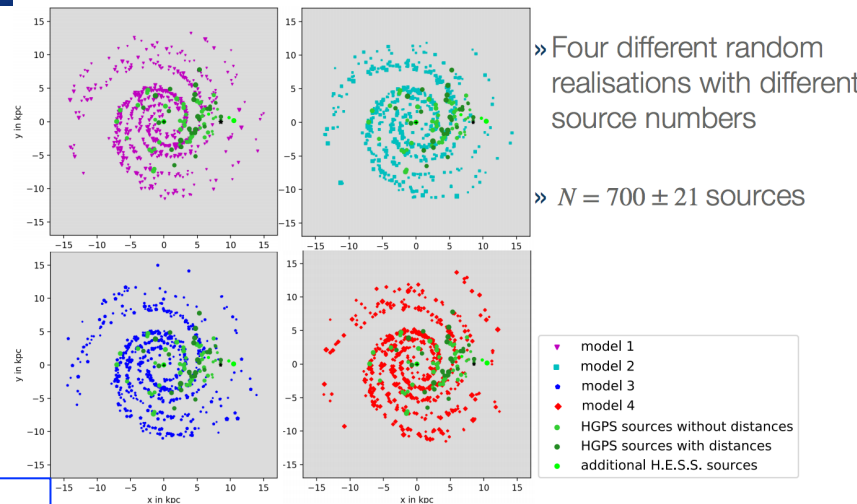 » Four different random
realisations with different
source numbers
» N = 700 ± 21 sources
15
10
5
0
−5
−10
−15
y in kpc
−15 −10 −5 0 5 10 15
15
10
5
0
−5
−10
−15
−15 −10 −5 0 5 10 15
15
10
5
0
−5
−10
−15
y in kpc
−15 −10 −5 0 5 10 15
x in kpc
15
10
5
0
−5
−10
−15
−15 −10 −5 0 5 10 15
x in kpc
model 1
model 2
model 3
model 4
HGPS sources without distances
HGPS sources with distances
additional H.E.S.S. sources